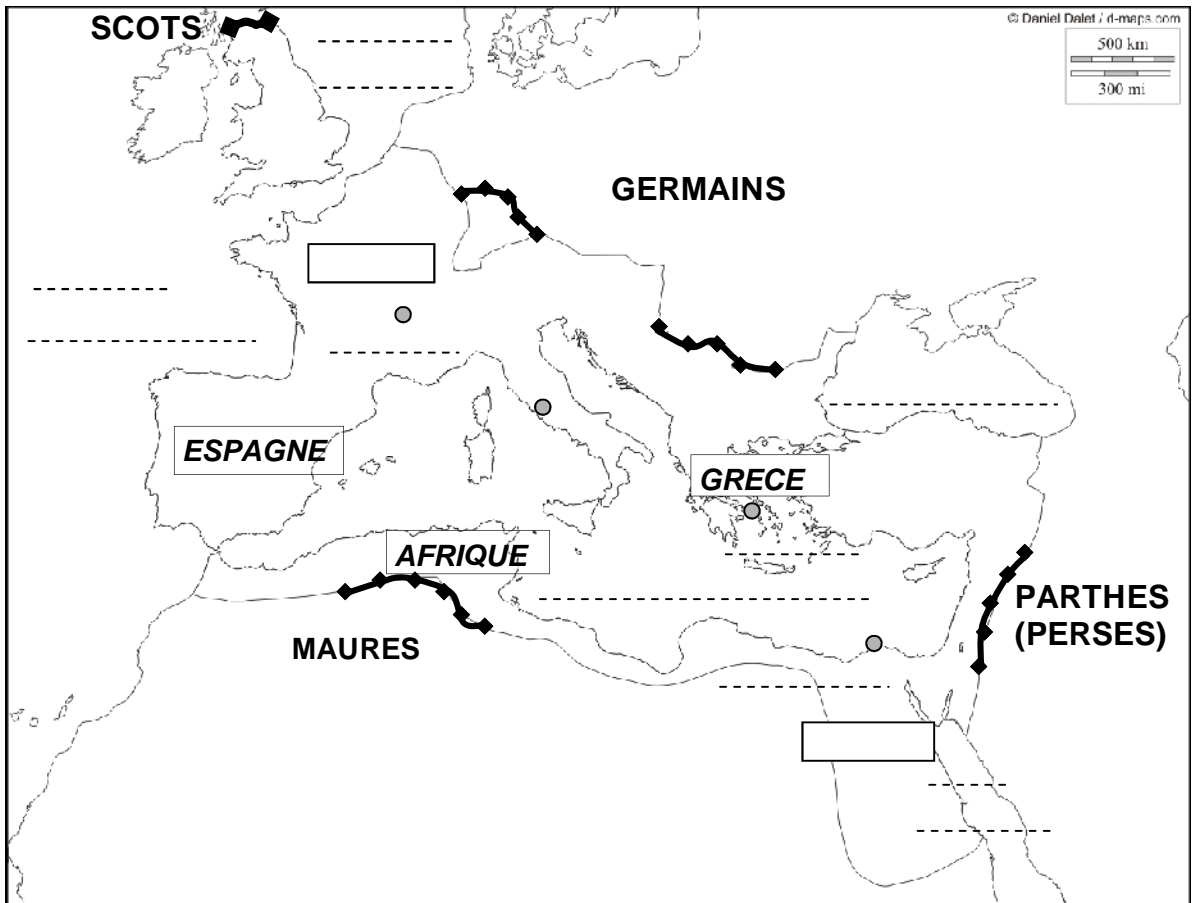 SCOTS
© Daniel Dalet / d-maps.com
500 km
300 mi
GERMAINS
ESPAGNE
GRECE
AFRIQUE
MAURES
PARTHES
(PERSES)